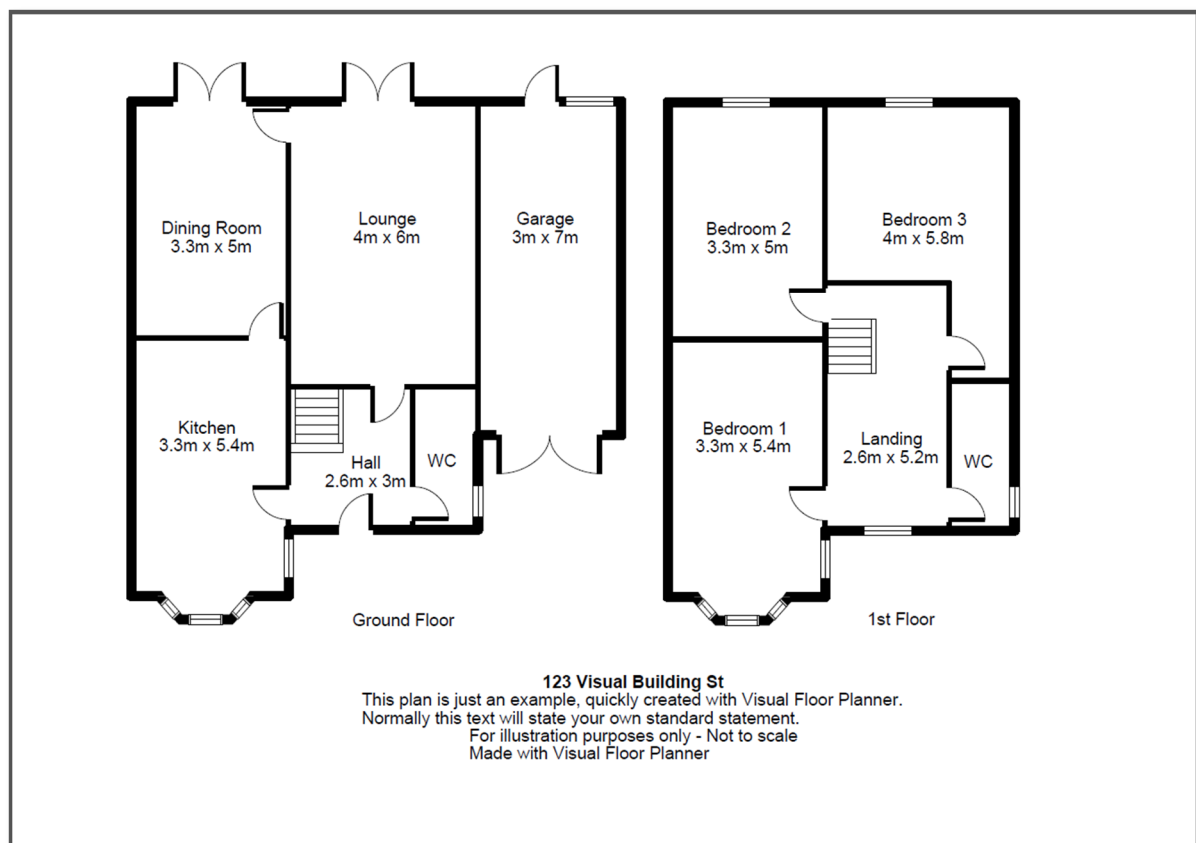 Dining Room
3.3m x 5m
Lounge
4m x 6m
Garage
3m x 7m
Kitchen
3.3m x 5.4m
Hall
2.6m x 3m
WC
Ground Floor
Bedroom 2
3.3m x 5m
Bedroom 3
4m x 5.8m
Bedroom 1
3.3m x 5.4m
Landing
2.6m x 5.2m
WC
1st Floor
123 Visual Building St
This plan is just an example, quickly created with Visual Floor Planner.
Normally this text will state your own standard statement.
For illustration purposes only - Not to scale
Made with Visual Floor Planner